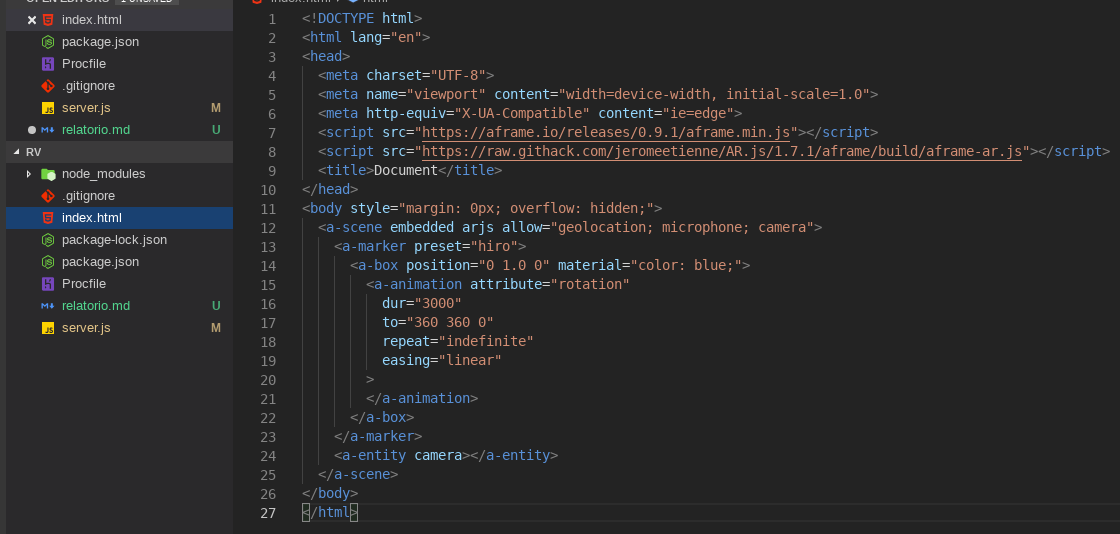 OPEN EDITORS 1 UNSAVED
index.html
package.json
Procfile
.gitignore
server.js M
relatorio.md U
RV
node_modules
.gitignore
index.html
package-lock.json
package.json
Procfile
relatorio.md U
server.js M
index.html html
1 <!DOCTYPE html>
2 <html lang="en">
3 <head>
4 <meta charset="UTF-8">
5 <meta name="viewport" content="width=device-width, initial-scale=1.0">
6 <meta http-equiv="X-UA-Compatible" content="ie=edge">
7 <script src="https://aframe.io/releases/0.9.1/aframe.min.js"></script>
8 <script src="https://raw.githack.com/jeromeetienne/AR.js/1.7.1/aframe/build/aframe-ar.js"></script>
9 <title>Document</title>
10 </head>
11 <body style="margin: 0px; overflow: hidden;">
12 <a-scene embedded arjs allow="geolocation; microphone; camera">
13 <a-marker preset="hiro">
14 <a-box position="0 1.0 0" material="color: blue;">
15 <a-animation attribute="rotation"
16 dur="3000"
17 to="360 360 0"
18 repeat="indefinite"
19 easing="linear"
20 >
21 </a-animation>
22 </a-box>
23 </a-marker>
24 <a-entity camera></a-entity>
25 </a-scene>
26 </body>
27 </html>